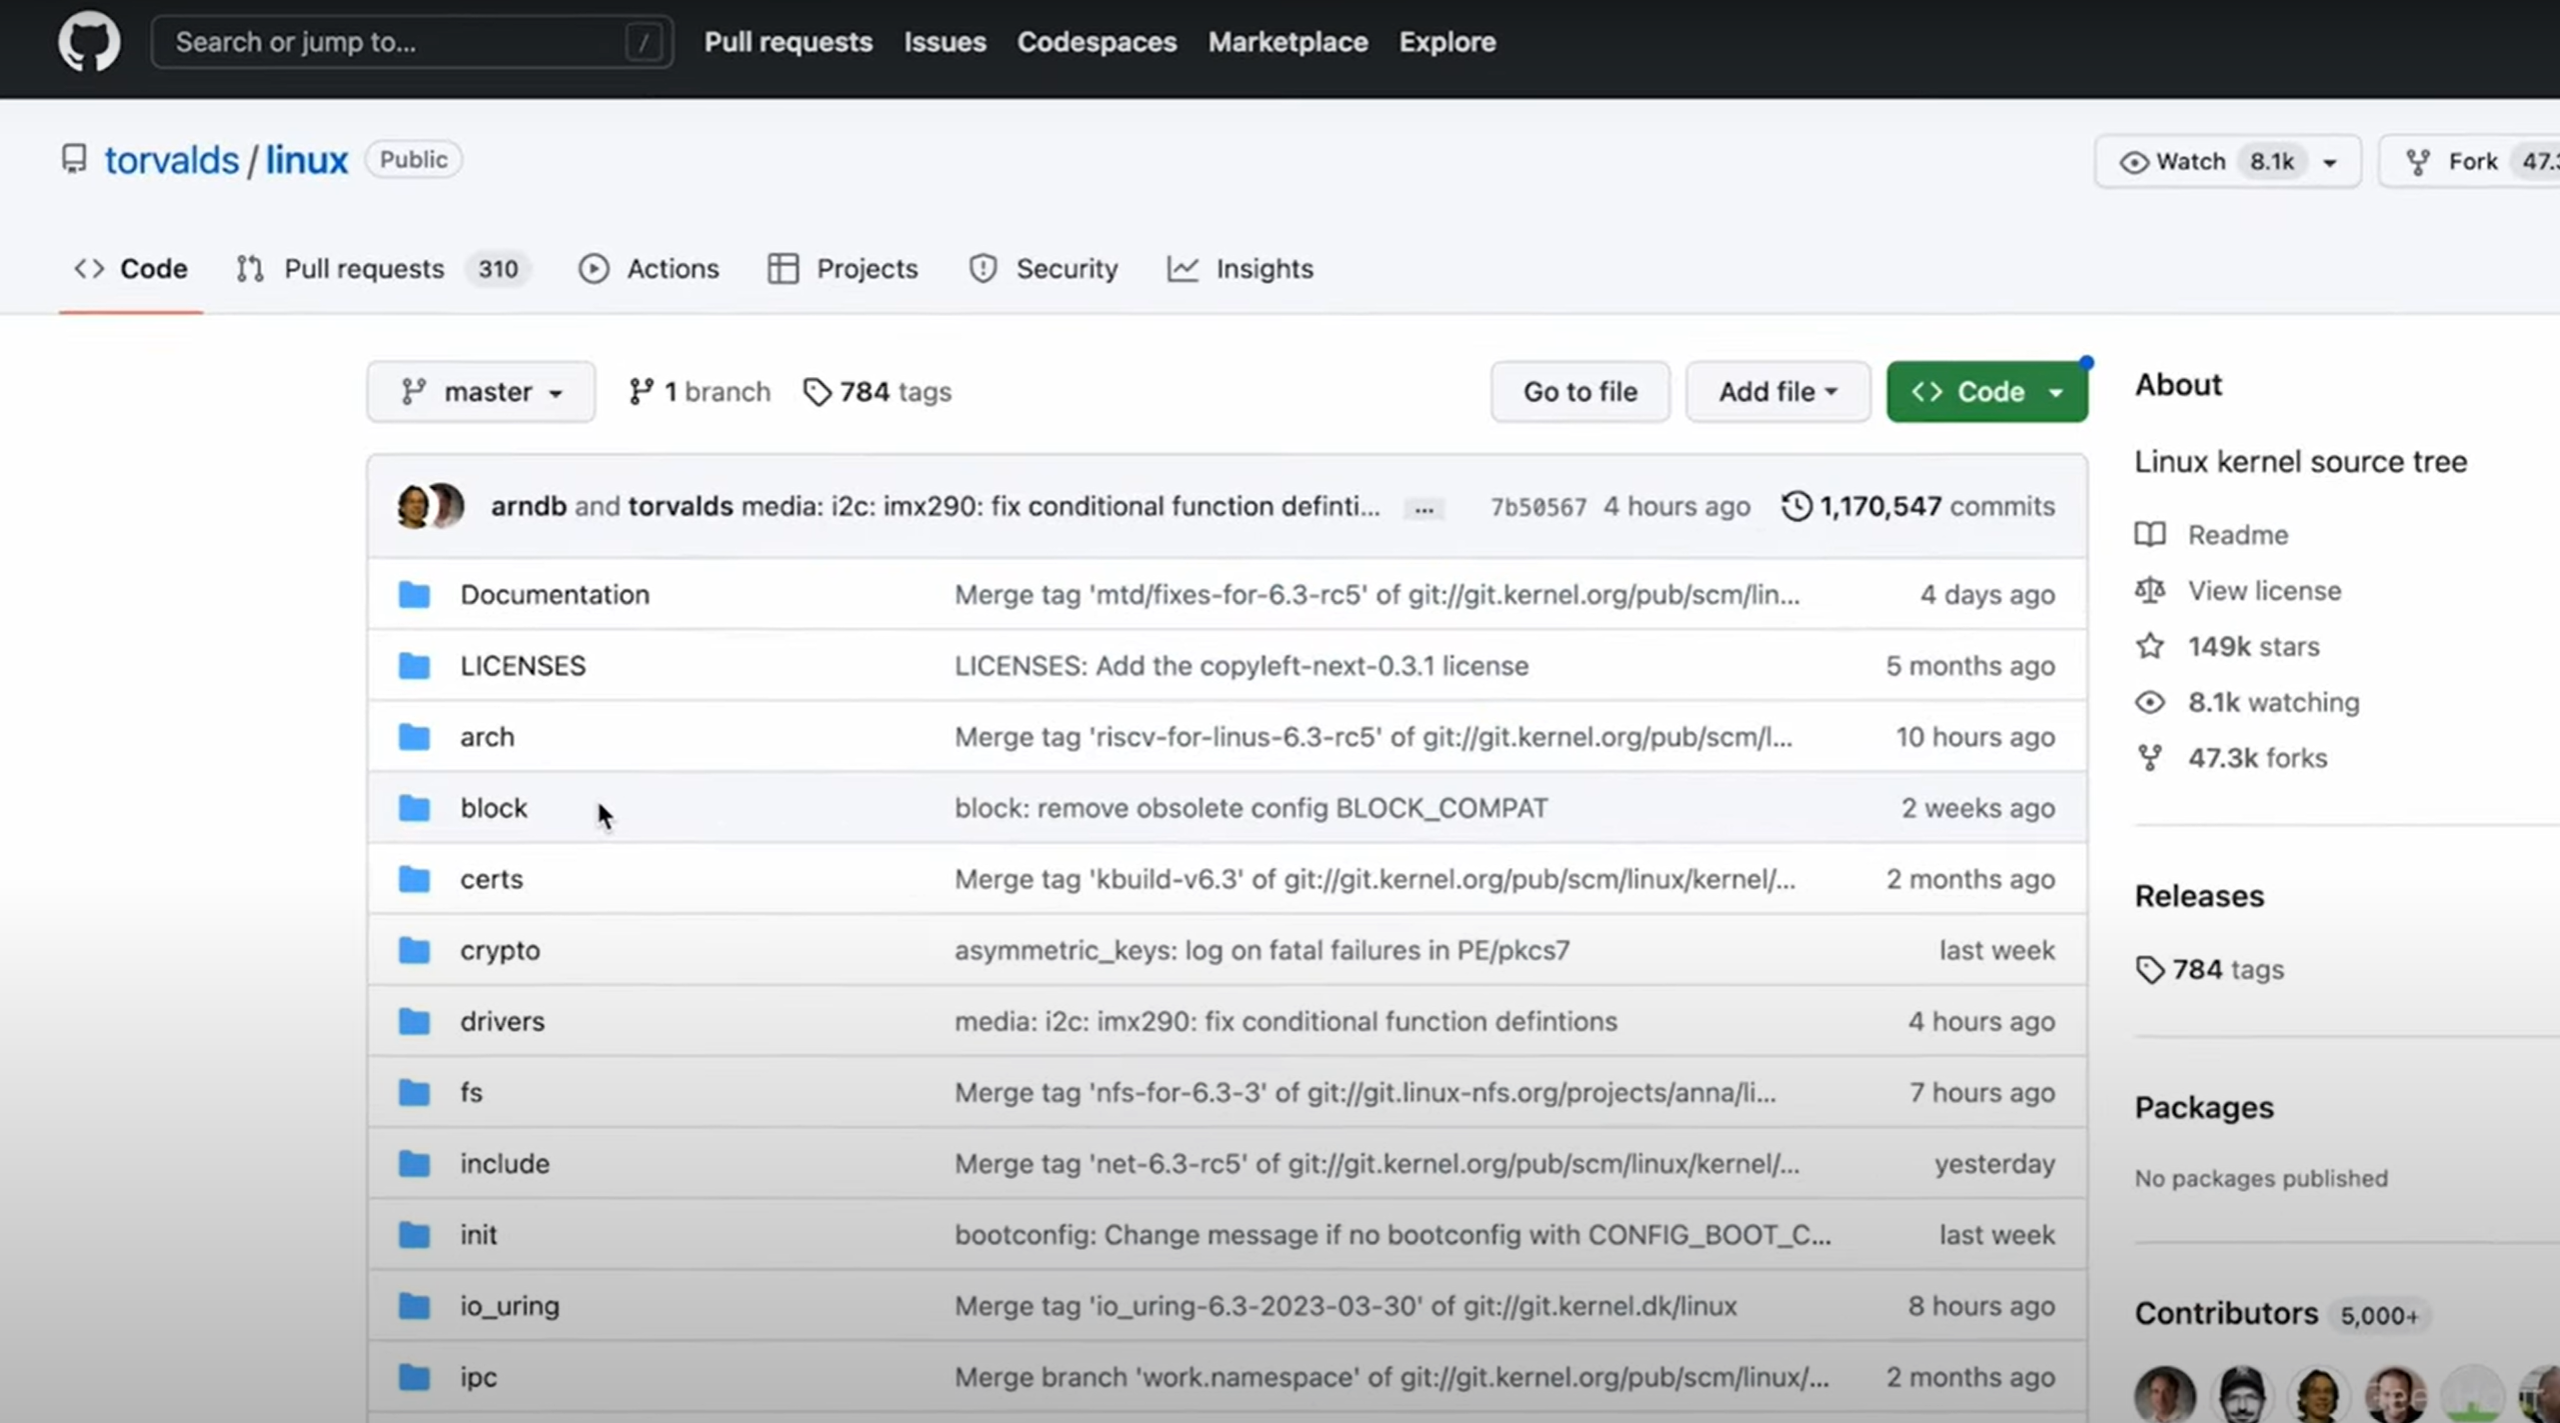 Search or jump to... /
Pull requests Issues Codespaces Marketplace Explore
torvalds / linux Public
Watch 8.1k
Fork
Code Pull requests 310 Actions Projects Security Insights
master 1 branch 784 tags
Go to file Add file Code
arndb and torvalds media: i2c: imx290: fix conditional function definti... ... 7b50567 4 hours ago 1,170,547 commits
Documentation Merge tag 'mtd/fixes-for-6.3-rc5' of git://git.kernel.org/pub/scm/lin... 4 days ago
LICENSES LICENSES: Add the copyleft-next-0.3.1 license 5 months ago
arch Merge tag 'riscv-for-linus-6.3-rc5' of git://git.kernel.org/pub/scm/l... 10 hours ago
block block: remove obsolete config BLOCK_COMPAT 2 weeks ago
certs Merge tag 'kbuild-v6.3' of git://git.kernel.org/pub/scm/linux/kernel/... 2 months ago
crypto asymmetric_keys: log on fatal failures in PE/pkcs7 last week
drivers media: i2c: imx290: fix conditional function defintions 4 hours ago
fs Merge tag 'nfs-for-6.3-3' of git://git.linux-nfs.org/projects/anna/li... 7 hours ago
include Merge tag 'net-6.3-rc5' of git://git.kernel.org/pub/scm/linux/kernel/... yesterday
init bootconfig: Change message if no bootconfig with CONFIG_BOOT_C... last week
io_uring Merge tag 'io_uring-6.3-2023-03-30' of git://git.kernel.dk/linux 8 hours ago
ipc Merge branch 'work.namespace' of git://git.kernel.org/pub/scm/linux/... 2 months ago
About
Linux kernel source tree
Readme
View license
149k stars
8.1k watching
47.3k forks
Releases
784 tags
Packages
No packages published
Contributors 5,000+